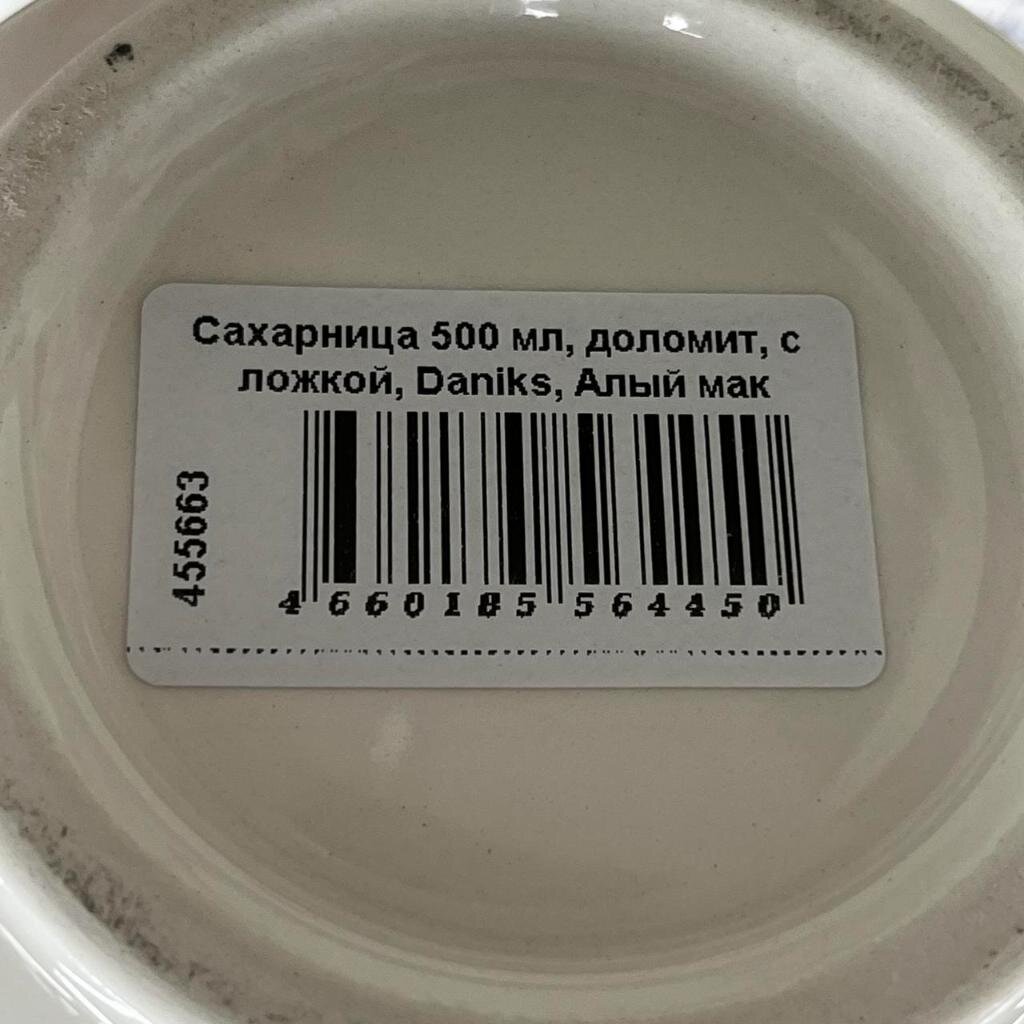 Сахарница 500 мл, доломит, с
ложкой, Daniks, Алый мак
455663
4 660185 564450